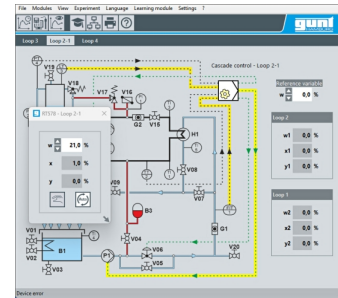 File Modules View Experiment Language Learning module Settings ?
gunt
Loop 3 Loop 2-1 Loop 4
Cascade control - Loop 2-1
V19
V18
V17 V16
Reference variable
w 0,0 %
RT578 - Loop 2-1
w 21,0 %
x 1,0 %
y 0,0 %
G2 V15
H1
Loop 2
w1 0,0 %
x1 0,0 %
y1 0,0 %
V08
V09
V07
B3
G1
Loop 1
w2 0,0 %
x2 0,0 %
y2 0,0 %
V04
V01
V02
B1
V03
P1
V06
V05
V20
Device error